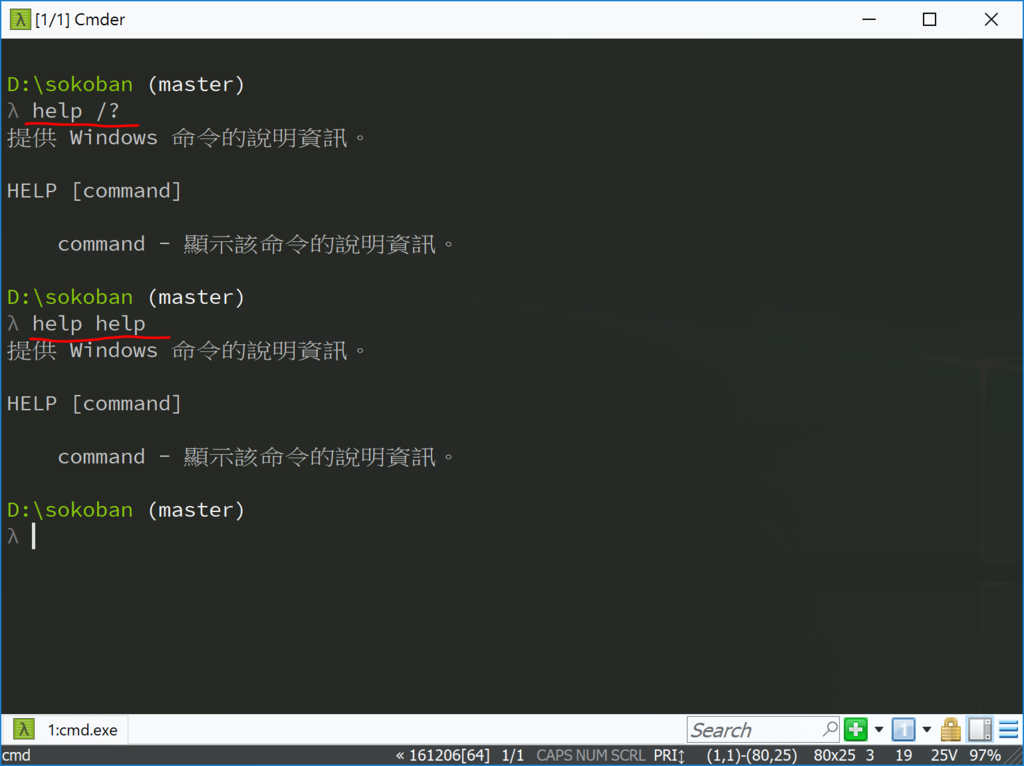 [1/1] Cmder
D:\sokoban (master)
λ help /?
提供 Windows 命令的說明資訊。
HELP [command]
command - 顯示該命令的說明資訊。
D:\sokoban (master)
λ help help
提供 Windows 命令的說明資訊。
HELP [command]
command - 顯示該命令的說明資訊。
D:\sokoban (master)
λ
1:cmd.exe
Search
1
cmd
« 161206[64] 1/1 CAPS NUM SCRL PRI↕ (1,1)-(80,25) 80x25 3 19 25V 97%